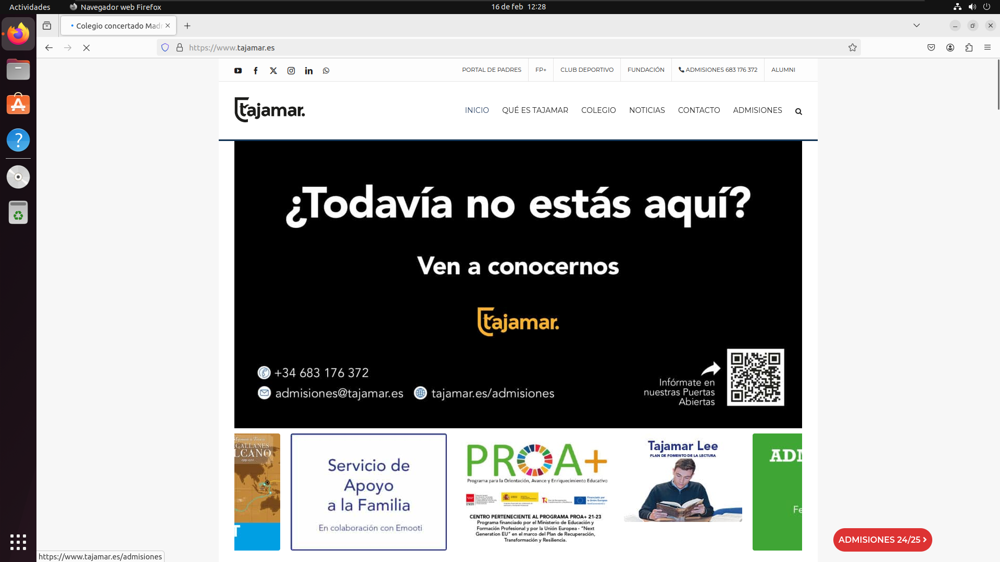 Actividades
Navegador web Firefox
16 de feb 12:28
Colegio concertado Madr
https://www.tajamar.es
PORTAL DE PADRES
FP+
CLUB DEPORTIVO
FUNDACIÓN
ADMISIONES 683 176 372
ALUMNI
tajamar.
INICIO
QUÉ ES TAJAMAR
COLEGIO
NOTICIAS
CONTACTO
ADMISIONES
¿Todavía no estás aquí?
Ven a conocernos
tajamar.
+34 683 176 372
admisiones@tajamar.es
tajamar.es/admisiones
Infórmate en
nuestras Puertas
Abiertas
GALLANES
LCANO
T
Servicio de
Apoyo
a la Familia
En colaboración con Emooti
PROA+
Programa para la Orientación, Avance y Enriquecimiento Educativo
CENTRO PERTENECIENTE AL PROGRAMA PROA+ 21-23
Programa financiado por el Ministerio de Educación y
Formación Profesional y por la Unión Europea - "Next
Generation EU" en el marco del Plan de Recuperación,
Transformación y Resiliencia.
Tajamar Lee
PLAN DE FOMENTO DE LA LECTURA
ADM
Fe
ADMISIONES 24/25
https://www.tajamar.es/admisiones